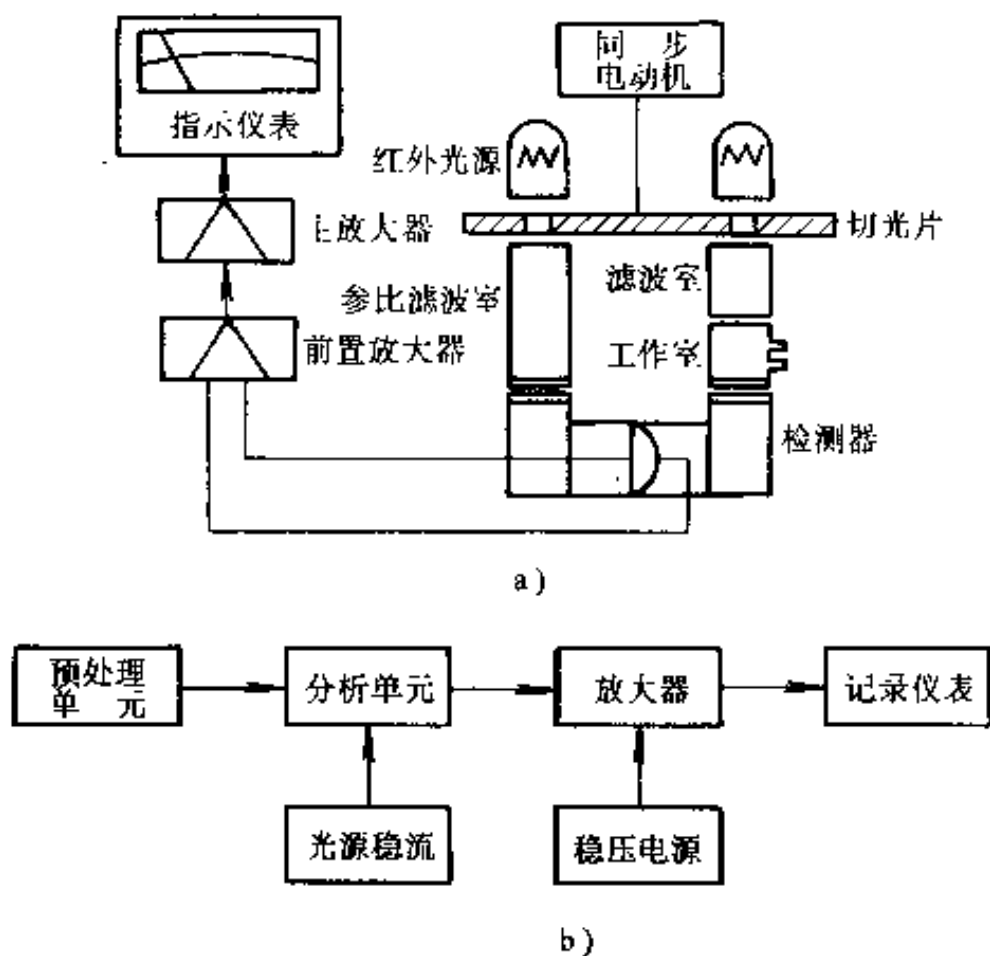 同 步
电动机
指示仪表
红外光源
主放大器
切光片
滤波室
参比滤波室
前置放大器
工作室
检测器
a)
预处理
单 元
分析单元
放大器
记录仪表
光源稳流
稳压电源
b)